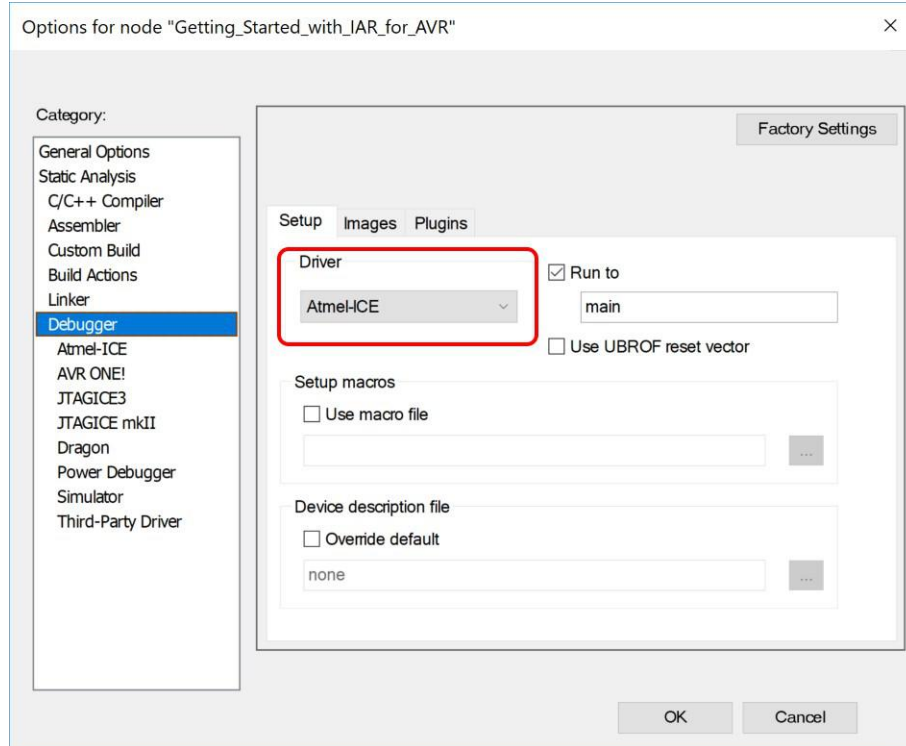 Options for node "Getting_Started_with_IAR_for_AVR"
Category:
General Options
Static Analysis
C/C++ Compiler
Assembler
Custom Build
Build Actions
Linker
Debugger
Atmel-ICE
AVR ONE!
JTAGICE3
JTAGICE mkII
Dragon
Power Debugger
Simulator
Third-Party Driver
Factory Settings
Setup Images Plugins
Driver
Atmel-ICE
Run to
main
Use UBROF reset vector
Setup macros
Use macro file
...
Device description file
Override default
none
...
OK Cancel